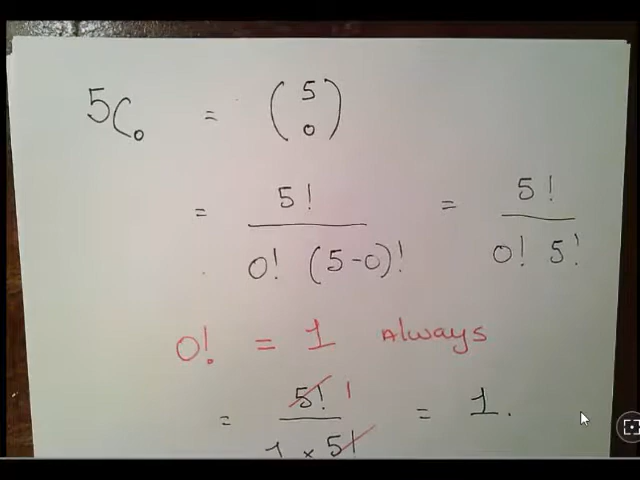 5C₀ = (5 0)
= 5! / 0! (5-0)! = 5! / 0! 5!
0! = 1 Always
= 5! 1 / 1 × 5! = 1.